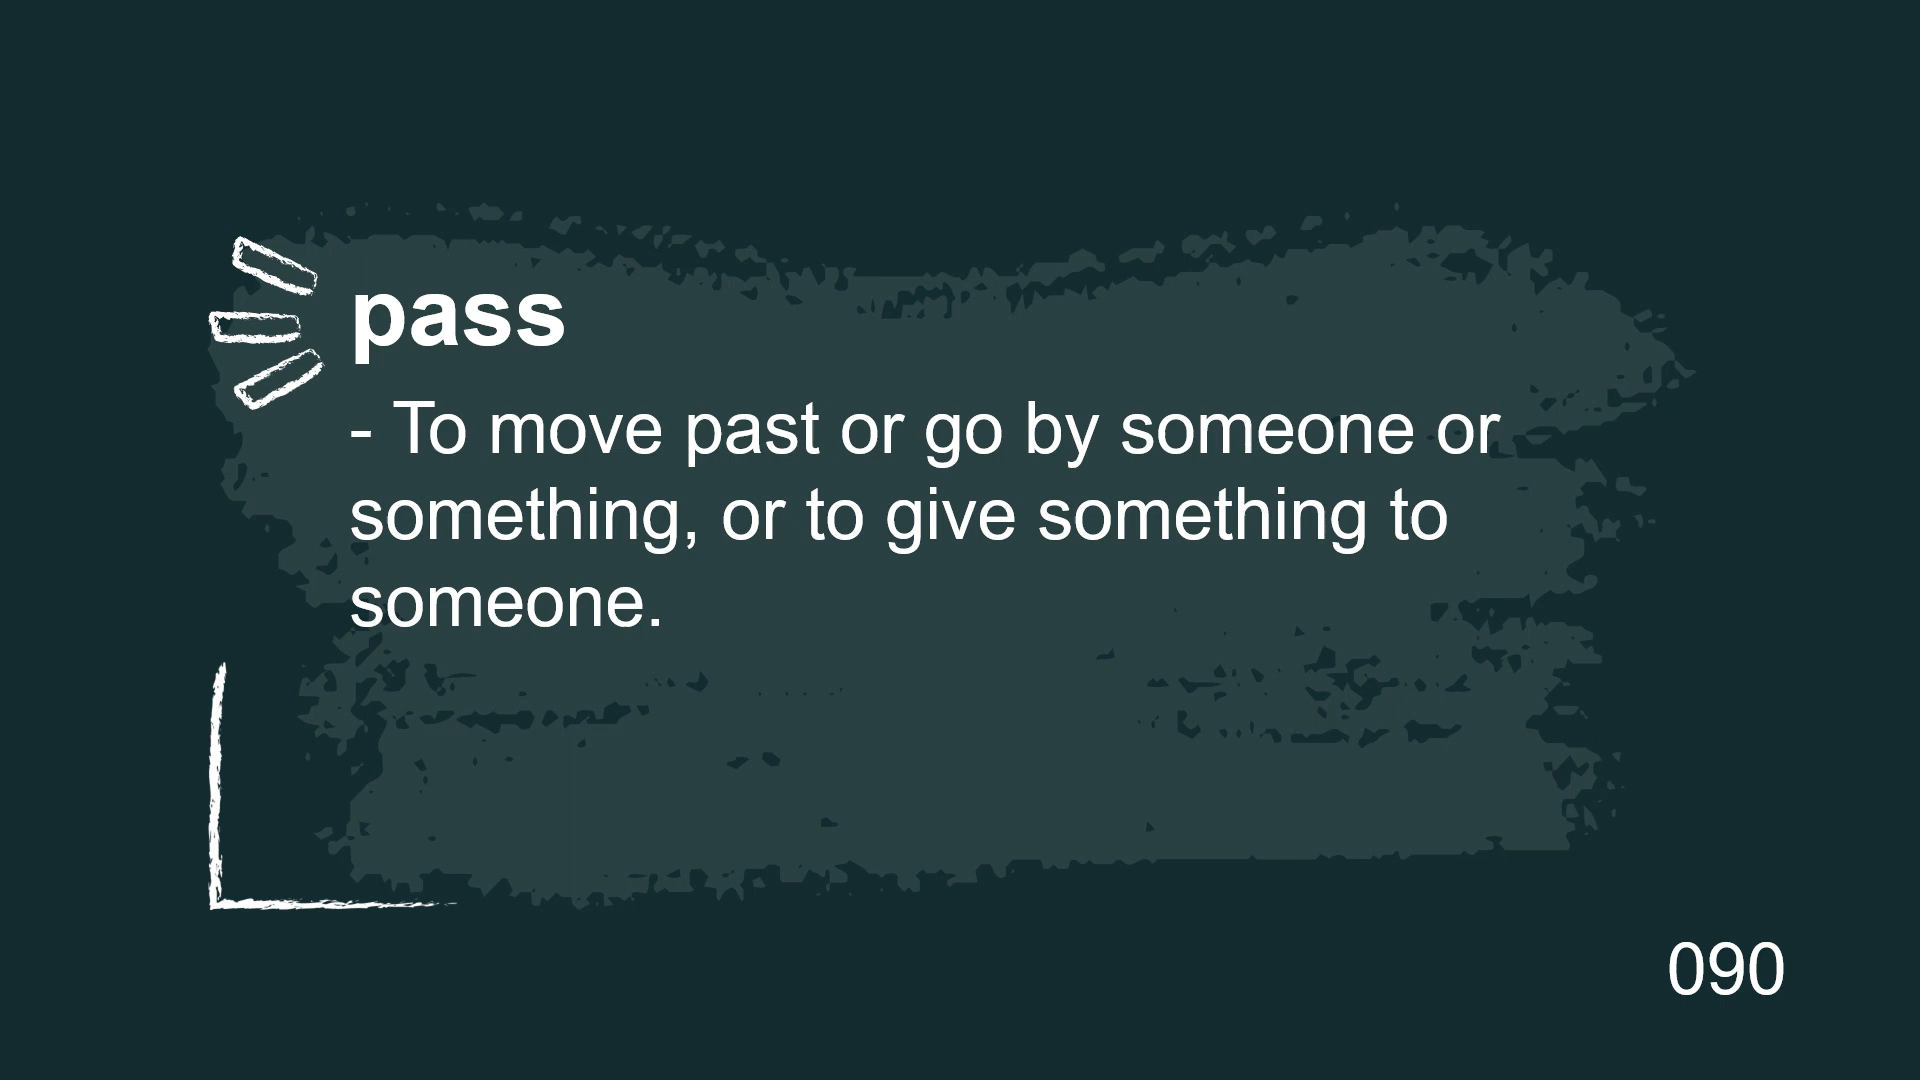 pass
- To move past or go by someone or
something, or to give something to
someone.
090